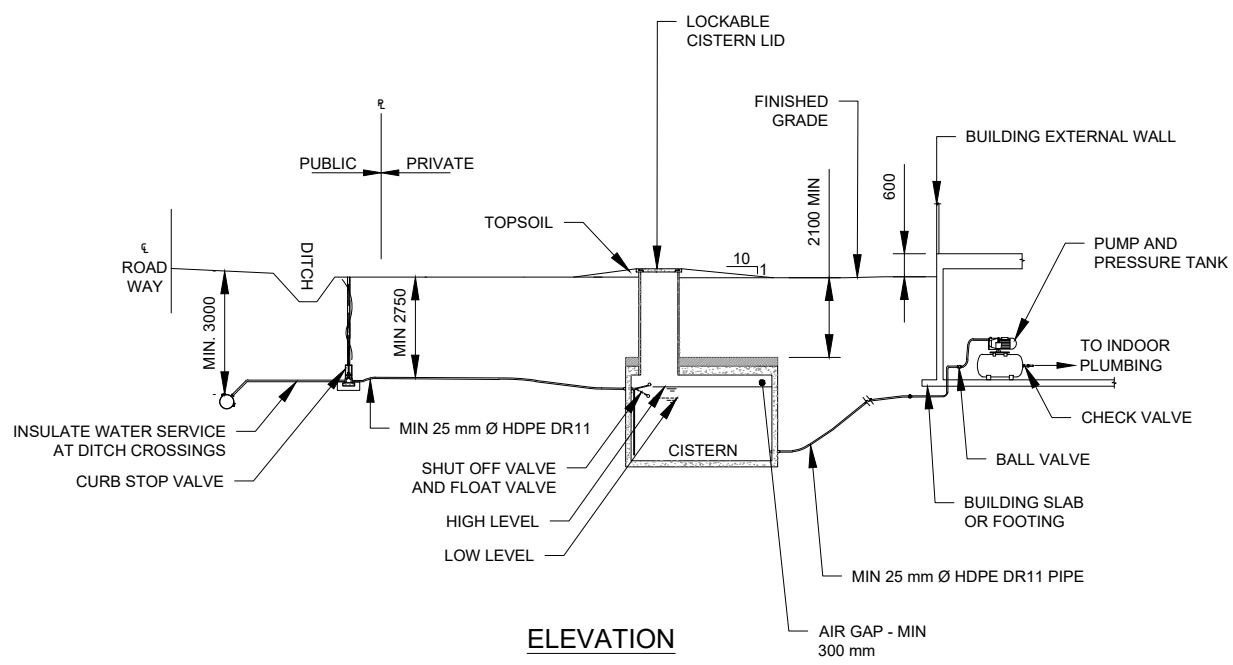 LOCKABLE
CISTERN LID
FINISHED
GRADE
BUILDING EXTERNAL WALL
PUBLIC
PRIVATE
TOPSOIL
2100 MIN
600
10
1
PUMP AND
PRESSURE TANK
℄
ROAD
WAY
DITCH
MIN. 3000
MIN 2750
TO INDOOR
PLUMBING
INSULATE WATER SERVICE
AT DITCH CROSSINGS
MIN 25 mm Ø HDPE DR11
CHECK VALVE
CURB STOP VALVE
SHUT OFF VALVE
AND FLOAT VALVE
CISTERN
BALL VALVE
HIGH LEVEL
BUILDING SLAB
OR FOOTING
LOW LEVEL
MIN 25 mm Ø HDPE DR11 PIPE
ELEVATION
AIR GAP - MIN
300 mm